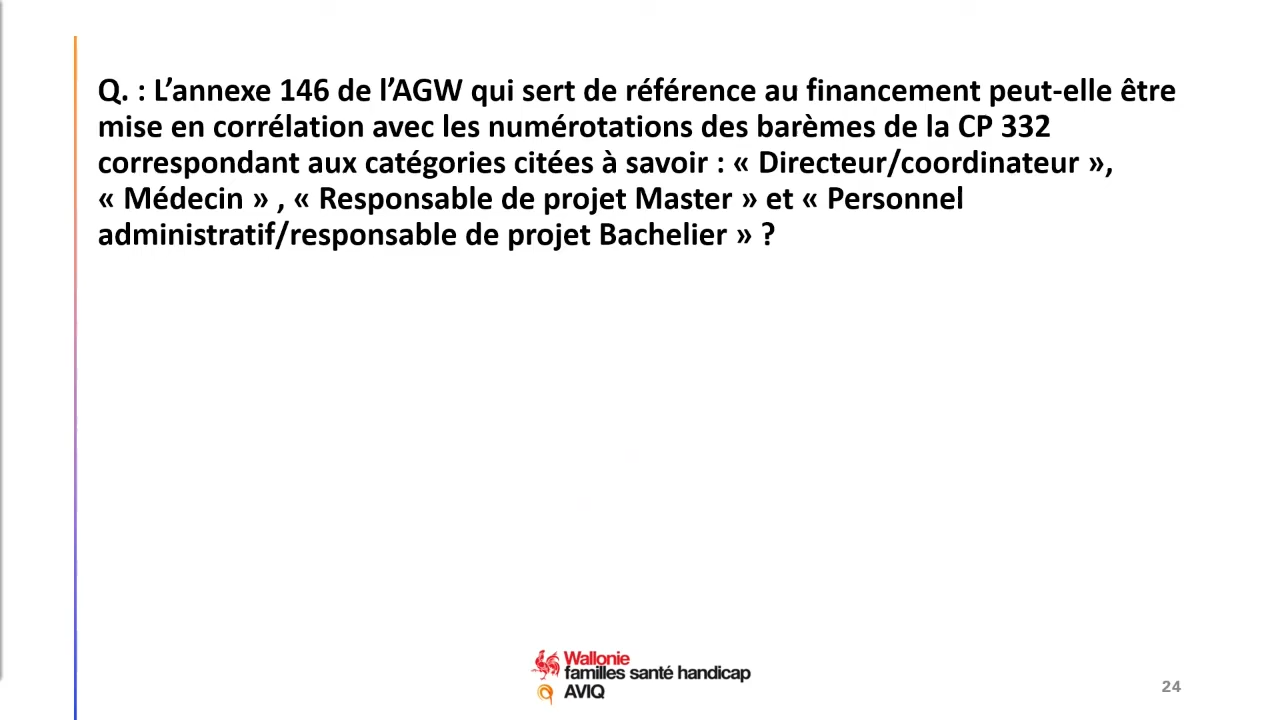 Q. : L’annexe 146 de l’AGW qui sert de référence au financement peut-elle être
mise en corrélation avec les numérotations des barèmes de la CP 332
correspondant aux catégories citées à savoir : « Directeur/coordinateur »,
« Médecin » , « Responsable de projet Master » et « Personnel
administratif/responsable de projet Bachelier » ?
Wallonie
familles santé handicap
AVIQ
24